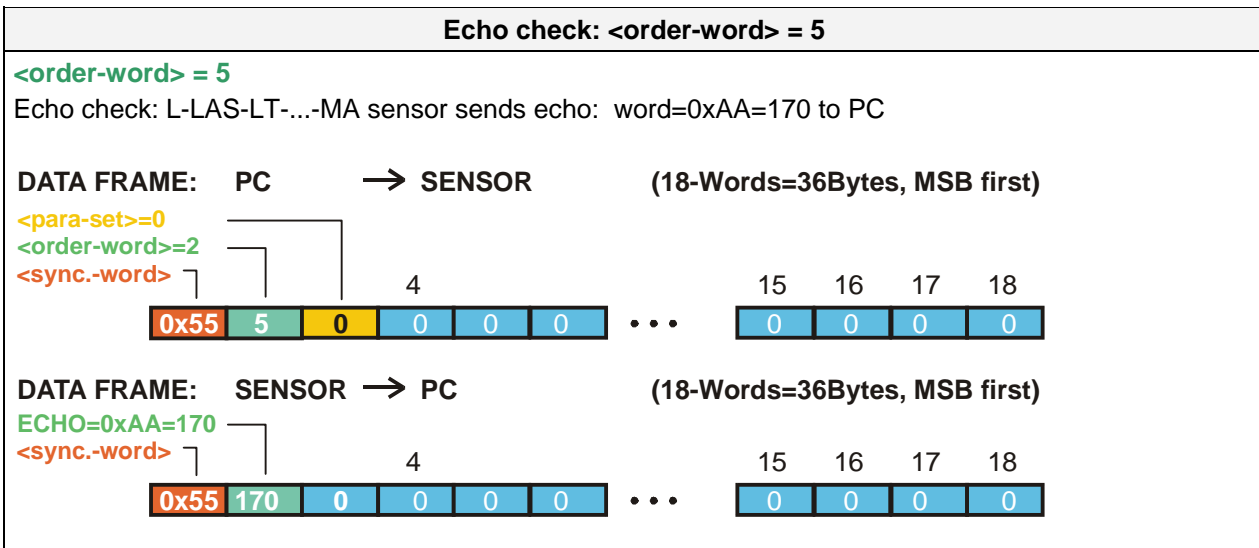 Echo check: <order-word> = 5
<order-word> = 5
Echo check: L-LAS-LT-...-MA sensor sends echo: word=0xAA=170 to PC
DATA FRAME: PC → SENSOR (18-Words=36Bytes, MSB first)
<para-set>=0
<order-word>=2
<sync.-word>
4 15 16 17 18
0x55 5 0 0 0 0 • • • 0 0 0 0
DATA FRAME: SENSOR → PC (18-Words=36Bytes, MSB first)
ECHO=0xAA=170
<sync.-word>
4 15 16 17 18
0x55 170 0 0 0 0 • • • 0 0 0 0